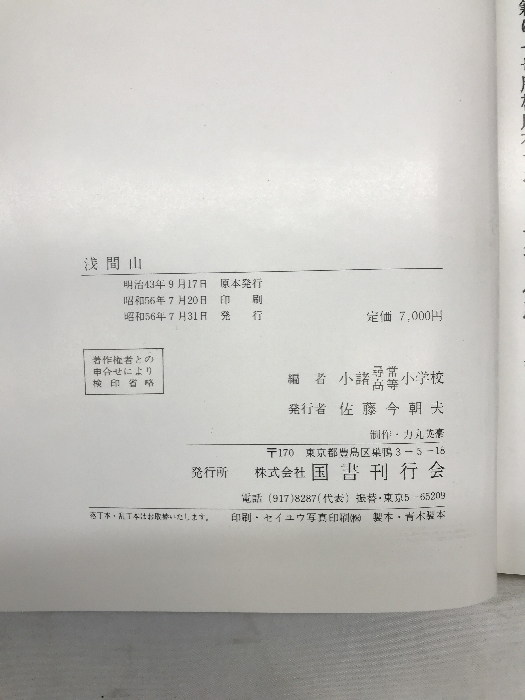 浅間山
明治43年9月17日 原本発行
昭和56年7月20日 印 刷
昭和56年7月31日 発 行
定価 7,000円
著作権者との
申合せにより
検印省略
編 者 小諸尋常高等小学校
発行者 佐藤今朝夫
制作・力丸英豪
〒170 東京都豊島区巣鴨3-5-18
発行所 株式会社 国書刊行会
電話(917)8287(代表)振替・東京5-65209
落丁本・乱丁本はお取替いたします。 印刷・セイユウ写真印刷㈱ 製本・青木製本